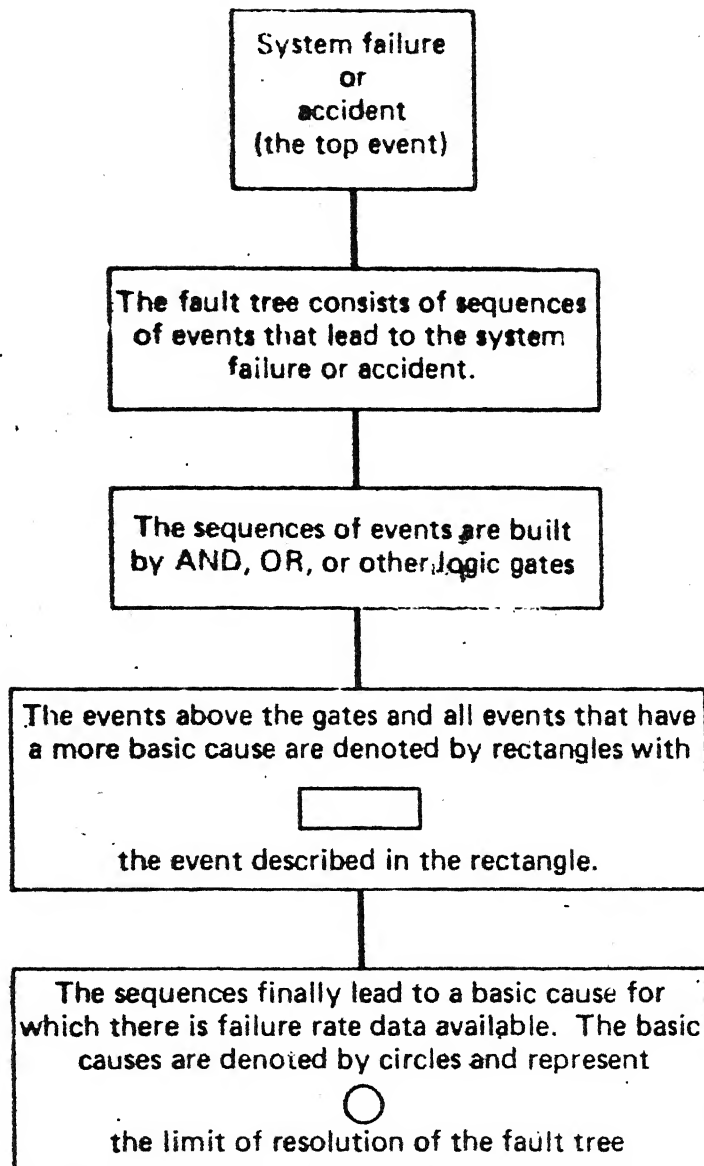 System failure
or
accident
(the top event)
The fault tree consists of sequences
of events that lead to the system
failure or accident.
The sequences of events are built
by AND, OR, or other logic gates
The events above the gates and all events that have
a more basic cause are denoted by rectangles with
the event described in the rectangle.
The sequences finally lead to a basic cause for
which there is failure rate data available. The basic
causes are denoted by circles and represent
the limit of resolution of the fault tree